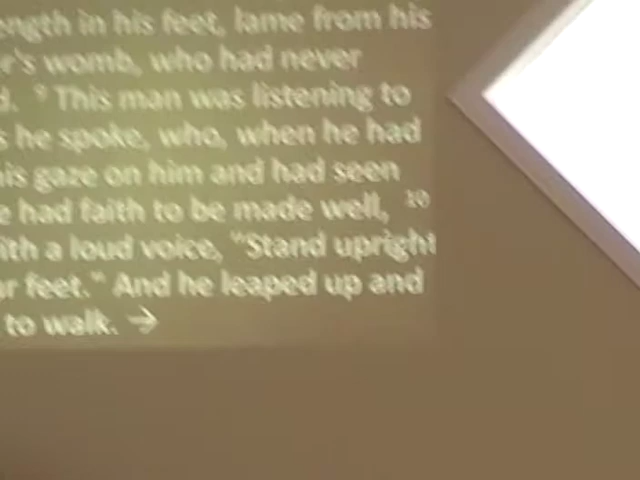 ength in his feet, lame from his
r's womb, who had never
d. 9 This man was listening to
s he spoke, who, when he had
is gaze on him and had seen
e had faith to be made well, 10
ith a loud voice, "Stand upright
r feet." And he leaped up and
to walk. →